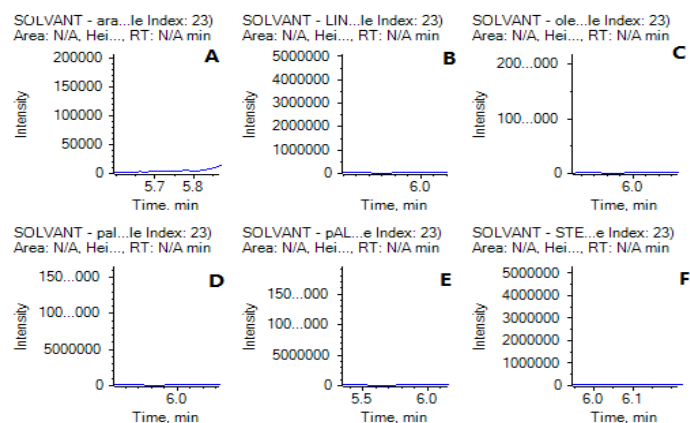 SOLVANT - ara...le Index: 23)
Area: N/A, Hei..., RT: N/A min
A
200000
150000
100000
50000
0
Intensity
5.7 5.8
Time. min
SOLVANT - LIN...le Index: 23)
Area: N/A, Hei..., RT: N/A min
B
5000000
4000000
3000000
2000000
1000000
0
Intensity
6.0
Time, min
SOLVANT - ole...le Index: 23)
Area: N/A, Hei..., RT: N/A min
C
200...000
100...000
0
Intensity
6.0
Time, min
SOLVANT - pal...le Index: 23)
Area: N/A, Hei..., RT: N/A min
D
150...000
100...000
5000000
0
Intensity
6.0
Time, min
SOLVANT - pAL...e Index: 23)
Area: N/A, Hei..., RT: N/A min
E
150...000
100...000
5000000
0
Intensity
5.5 6.0
Time, min
SOLVANT - STE...e Index: 23)
Area: N/A, Hei..., RT: N/A min
F
5000000
4000000
3000000
2000000
1000000
0
Intensity
6.0 6.1
Time, min